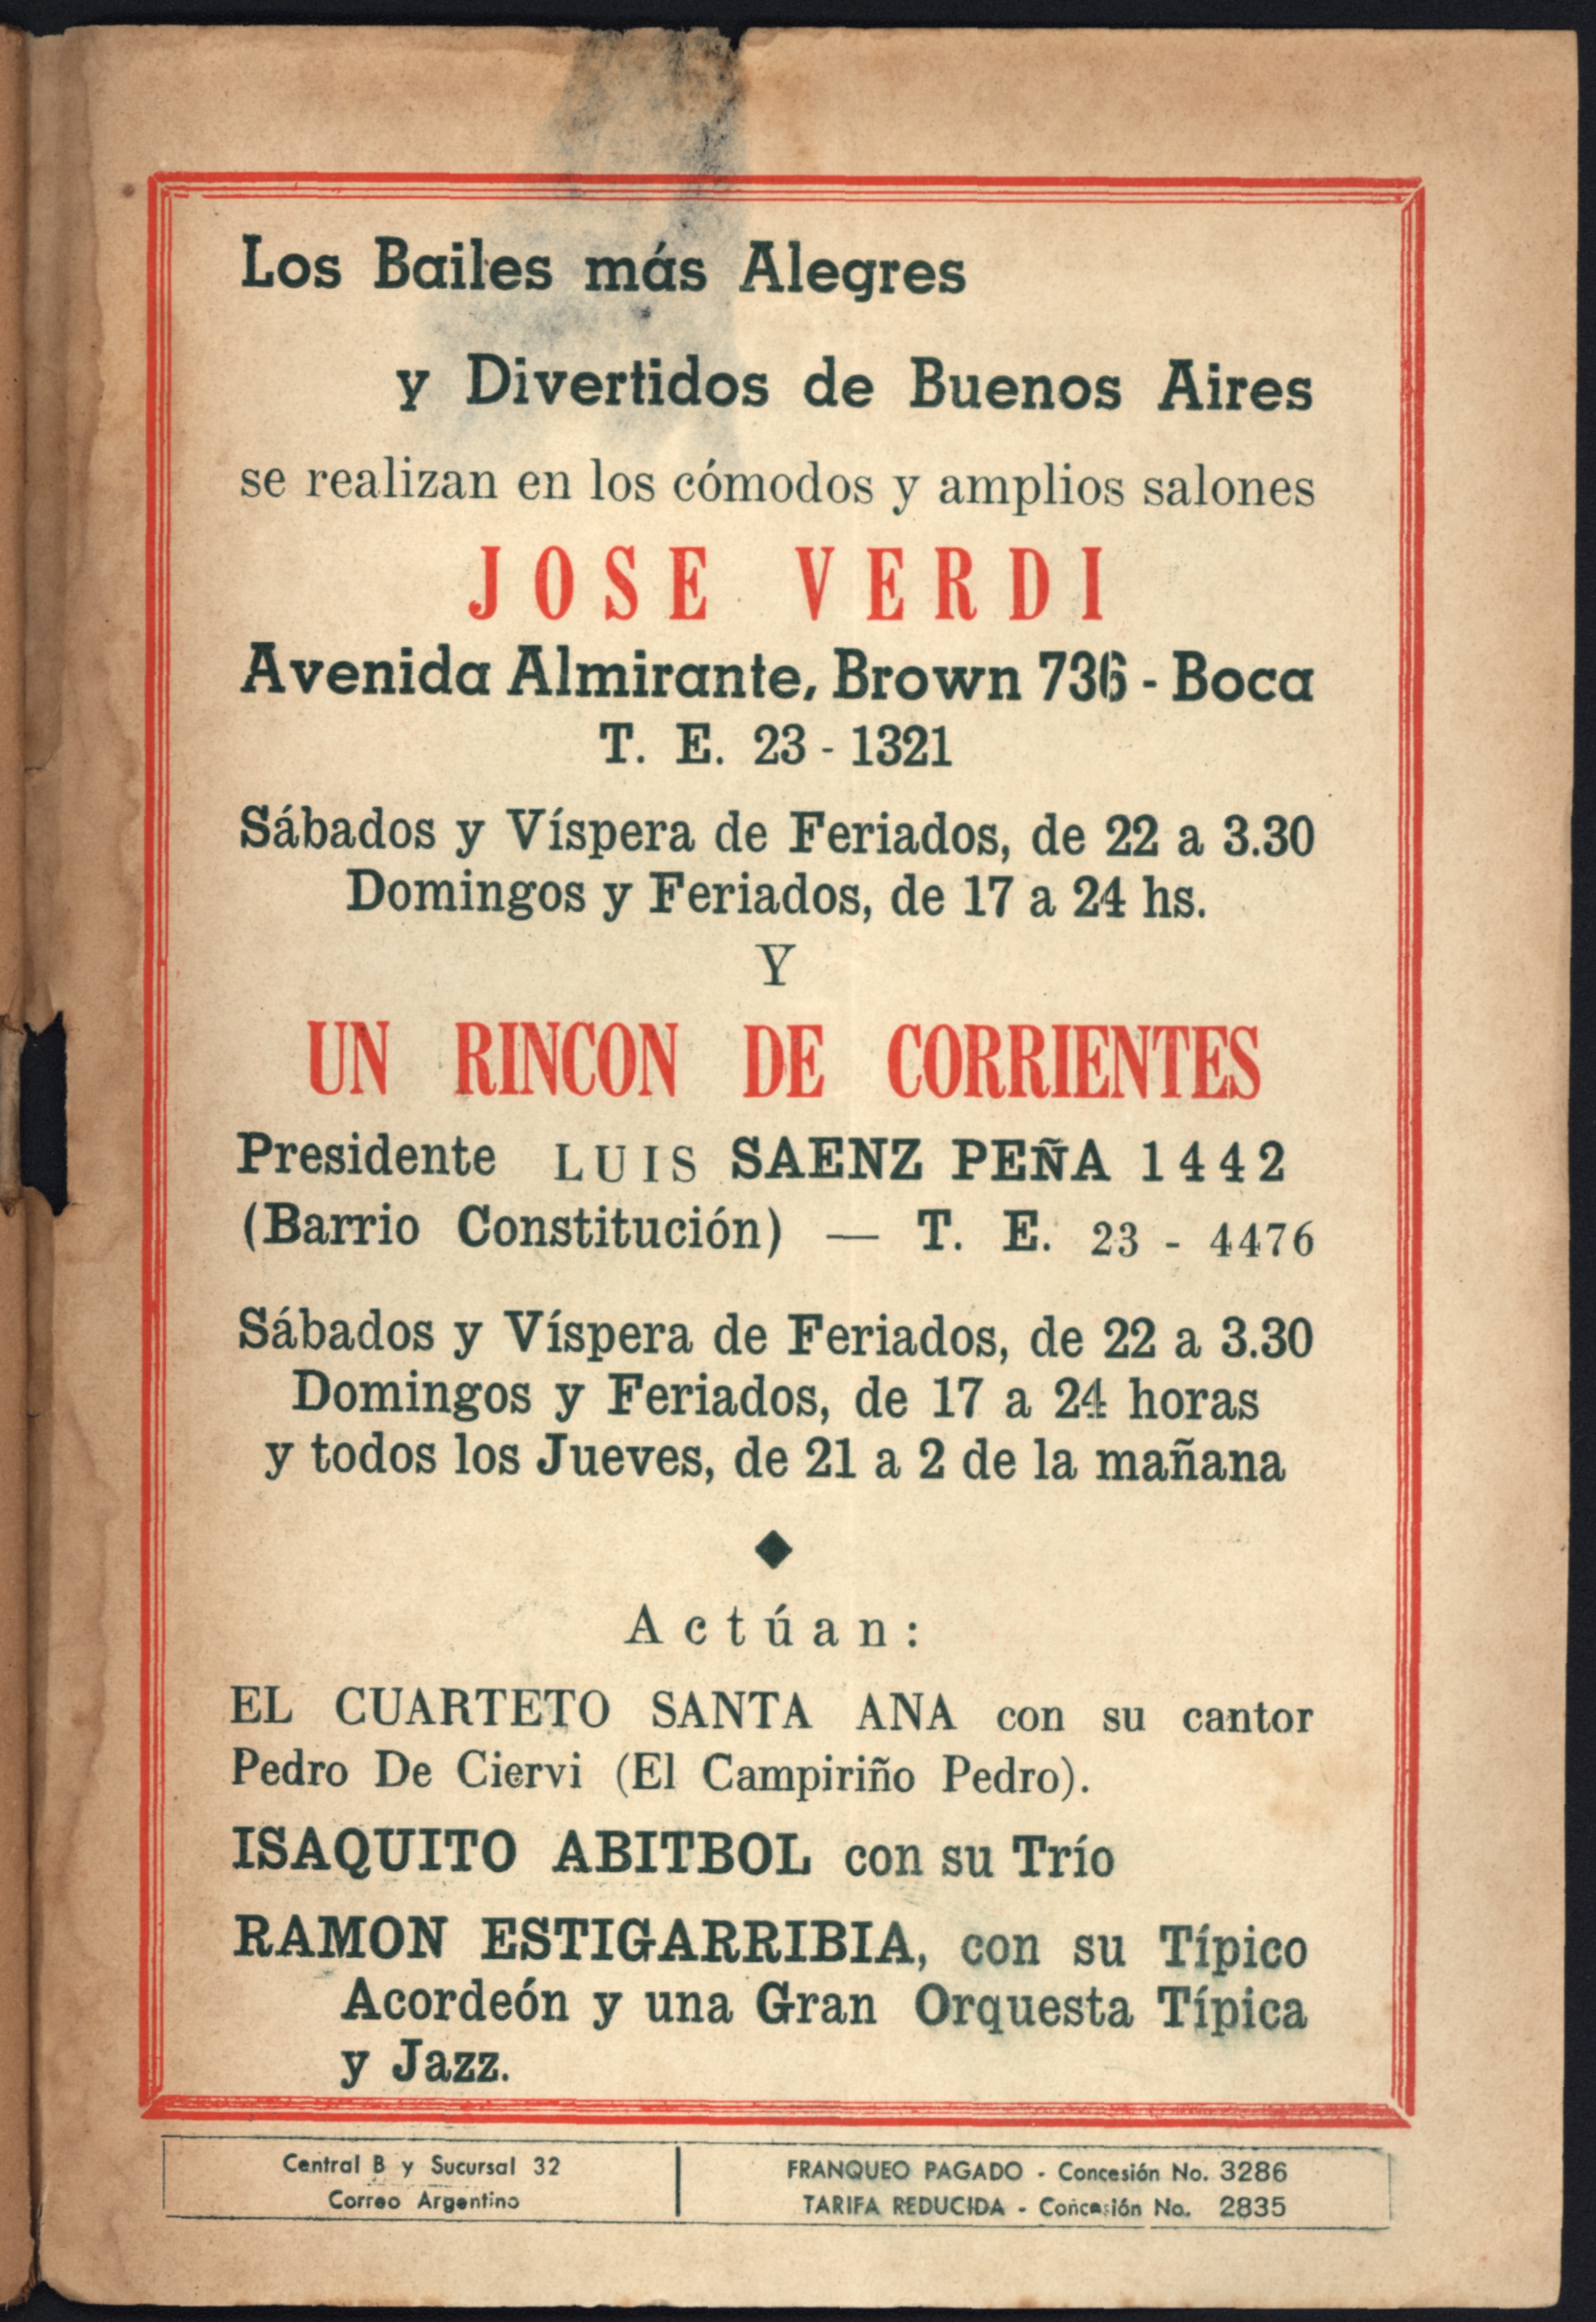 Los Bailes más Alegres
y Divertidos de Buenos Aires
se realizan en los cómodos y amplios salones
JOSE VERDI
Avenida Almirante, Brown 736 - Boca
T. E. 23 - 1321
Sábados y Víspera de Feriados, de 22 a 3.30
Domingos y Feriados, de 17 a 24 hs.
Y
UN RINCON DE CORRIENTES
Presidente LUIS SAENZ PEÑA 1442
(Barrio Constitución) — T. E. 23 - 4476
Sábados y Víspera de Feriados, de 22 a 3.30
Domingos y Feriados, de 17 a 24 horas
y todos los Jueves, de 21 a 2 de la mañana
Actúan:
EL CUARTETO SANTA ANA con su cantor
Pedro De Ciervi (El Campiriño Pedro).
ISAQUITO ABITBOL con su Trío
RAMON ESTIGARRIBIA, con su Típico
Acordeón y una Gran Orquesta Típica
y Jazz.
Central B y Sucursal 32
Correo Argentino
FRANQUEO PAGADO - Concesión No. 3286
TARIFA REDUCIDA - Concesión No. 2835